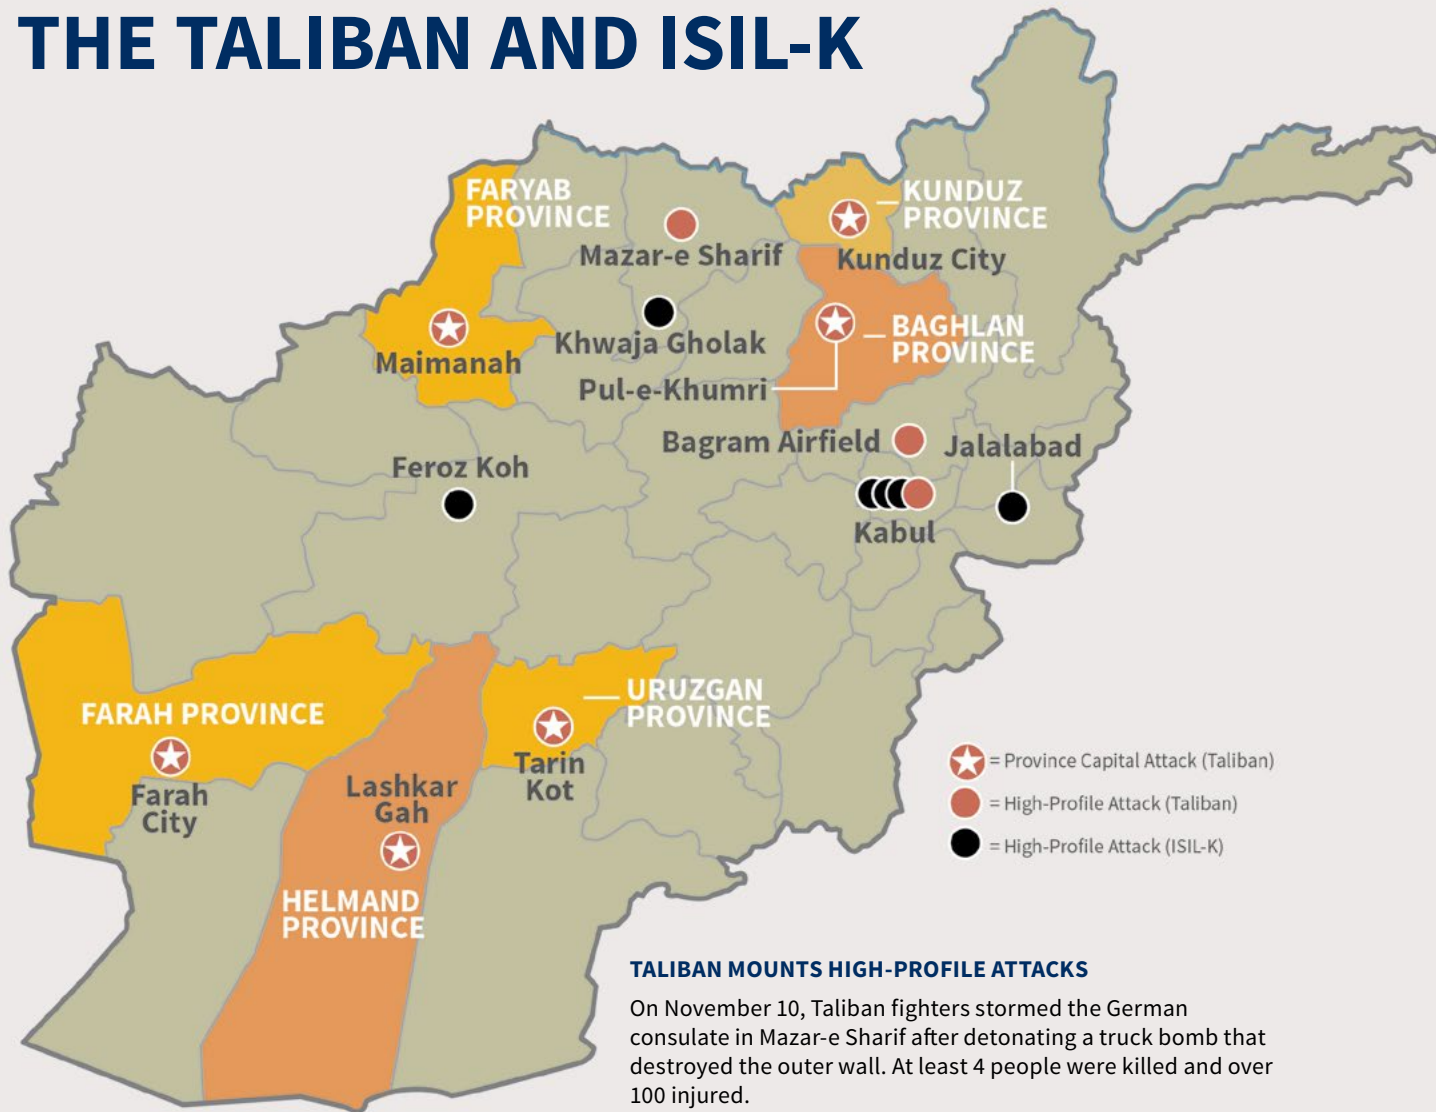 THE TALIBAN AND ISIL-K
FARYAB
PROVINCE
KUNDUZ
PROVINCE
Mazar-e Sharif
Kunduz City
Maimanah
Khwaja Gholak
BAGHLAN
PROVINCE
Pul-e-Khumri
Bagram Airfield
Jalalabad
Feroz Koh
Kabul
FARAH PROVINCE
URUZGAN
PROVINCE
Farah
City
Lashkar
Gah
Tarin
Kot
HELMAND
PROVINCE
= Province Capital Attack (Taliban)
= High-Profile Attack (Taliban)
= High-Profile Attack (ISIL-K)
TALIBAN MOUNTS HIGH-PROFILE ATTACKS
On November 10, Taliban fighters stormed the German
consulate in Mazar-e Sharif after detonating a truck bomb that
destroyed the outer wall. At least 4 people were killed and over
100 injured.